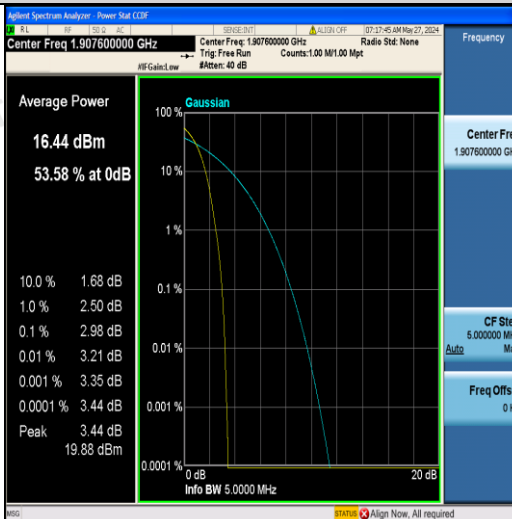 Agilent Spectrum Analyzer - Power Stat CCDF
RL RF 50 Ω AC SENSE:INT ALIGN OFF 07:17:45 AM May 27, 2024
Center Freq 1.907600000 GHz
Center Freq: 1.907600000 GHz Radio Std: None
Trig: Free Run Counts:1.00 M/1.00 Mpt
#IFGain:Low #Atten: 40 dB
Frequency
Average Power
16.44 dBm
53.58 % at 0dB
10.0 % 1.68 dB
1.0 % 2.50 dB
0.1 % 2.98 dB
0.01 % 3.21 dB
0.001 % 3.35 dB
0.0001 % 3.44 dB
Peak 3.44 dB
19.88 dBm
Gaussian
100 %
10 %
1 %
0.1 %
0.01 %
0.001 %
0.0001 %
0 dB 20 dB
Info BW 5.0000 MHz
Center Fre
1.907600000 GH
CF Ste
5.000000 MH
Auto Ma
Freq Offs
0 H
MSG STATUS Align Now, All required